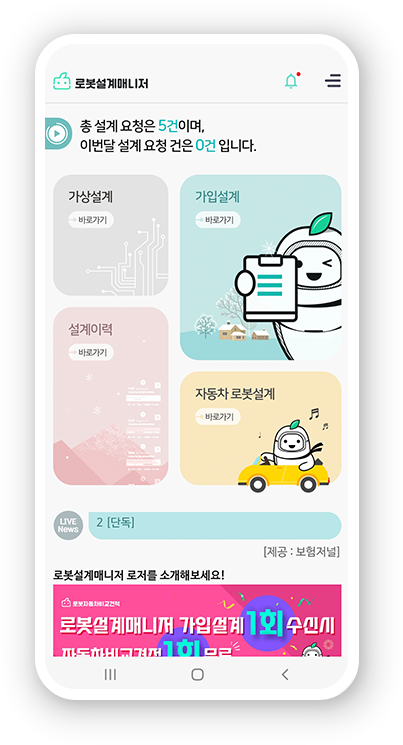 로봇설계매니저
총 설계 요청은 5건이며,
이번달 설계 요청 건은 0건 입니다.
가상설계
바로가기
가입설계
바로가기
설계이력
바로가기
자동차 로봇설계
바로가기
LIVE
News
2 [단독]
[제공 : 보험저널]
로봇설계매니저 로저를 소개해보세요!
로봇자동차비교견적
로봇설계매니저 가입설계 1회 수신시
자동차비교견적 1회 무료